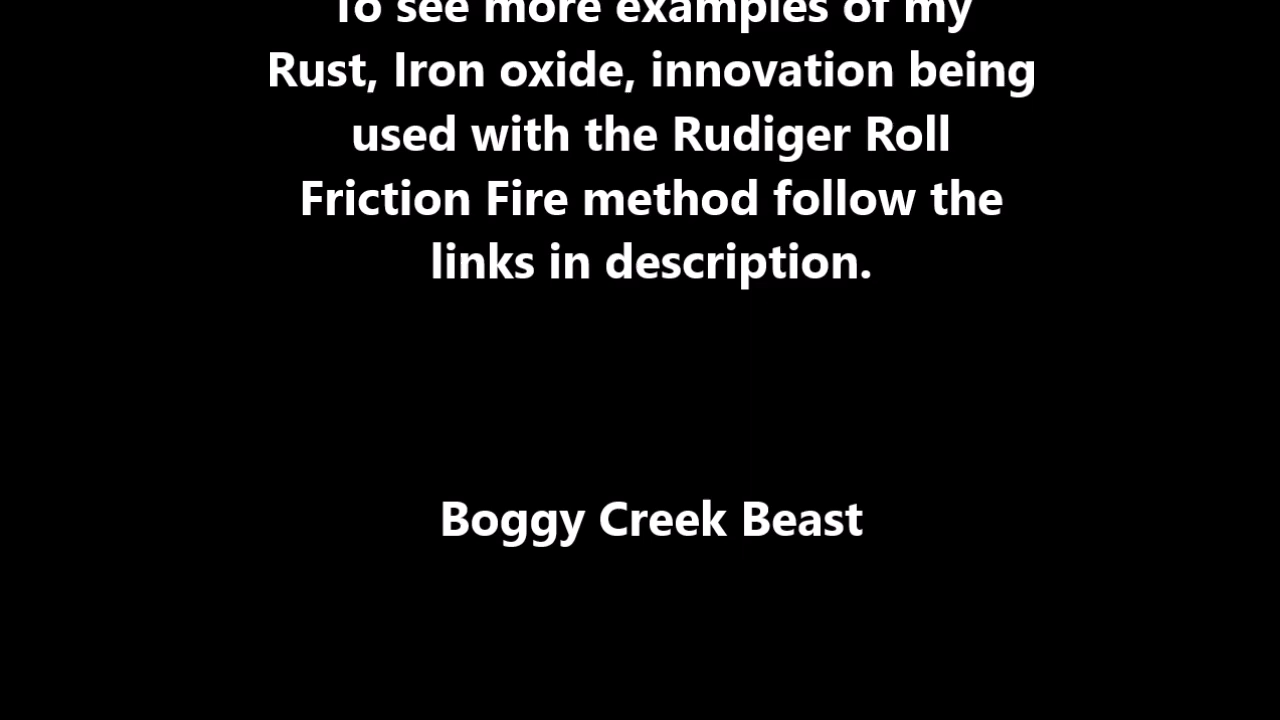 To see more examples of my
Rust, Iron oxide, innovation being
used with the Rudiger Roll
Friction Fire method follow the
links in description.
Boggy Creek Beast